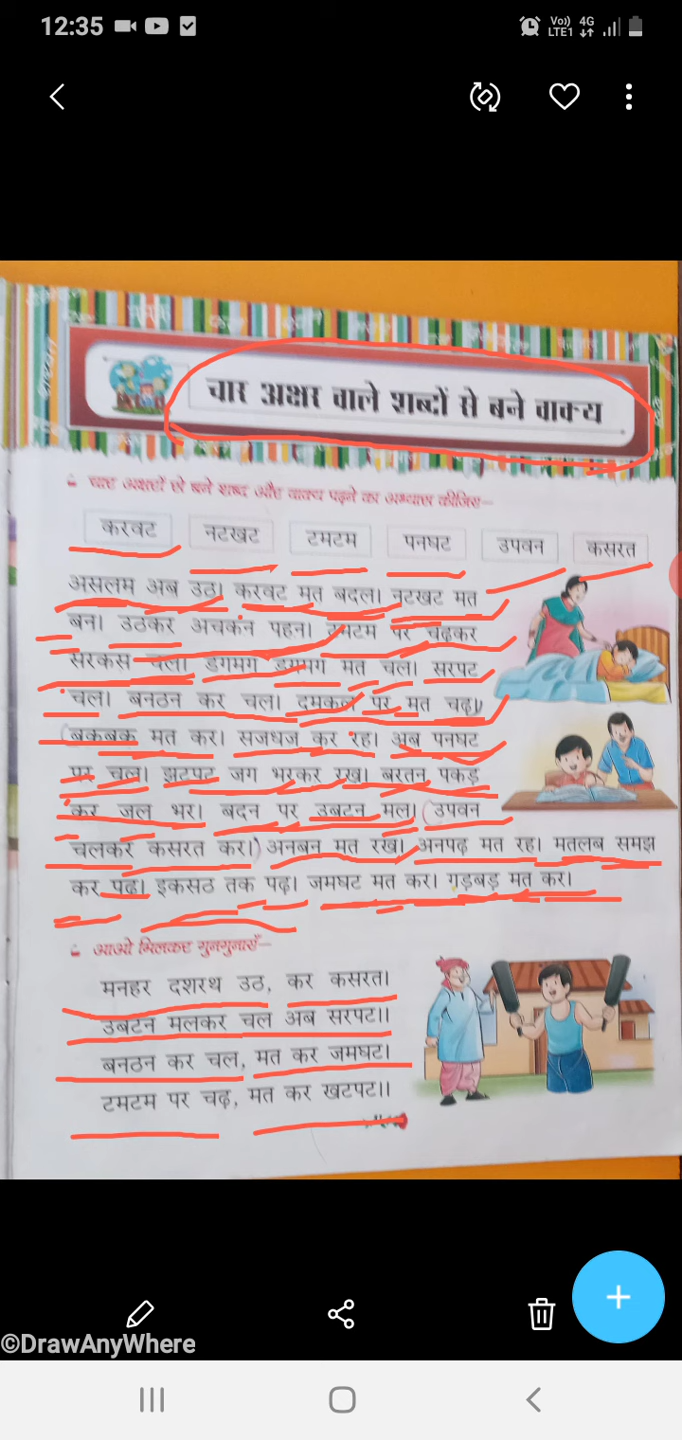 12:35
Vo)) 4G
LTE1
चार अक्षर वाले शब्दों से बने वाक्य
चार अक्षरों से बने शब्द और वाक्य पढ़ने का अभ्यास कीजिए–
करवट नटखट टमटम पनघट उपवन कसरत
असलम अब उठ। करवट मत बदल। नटखट मत
बन। उठकर अचकन पहन। टमटम पर चढ़कर
सरकस चल। डगमग डगमग मत चल। सरपट
चल। बनठन कर चल। दमकल पर मत चढ़।
बकबक मत कर। सजधज कर रह। अब पनघट
पर चल। झटपट जग भरकर रख। बरतन पकड़
कर जल भर। बदन पर उबटन मल। उपवन
चलकर कसरत कर। अनबन मत रख। अनपढ़ मत रह। मतलब समझ
कर पढ़। इकसठ तक पढ़। जमघट मत कर। गड़बड़ मत कर।
आओ मिलकर गुनगुनाएँ–
मनहर दशरथ उठ, कर कसरत।
उबटन मलकर चल अब सरपट।।
बनठन कर चल, मत कर जमघट।
टमटम पर चढ़, मत कर खटपट।।
©DrawAnyWhere